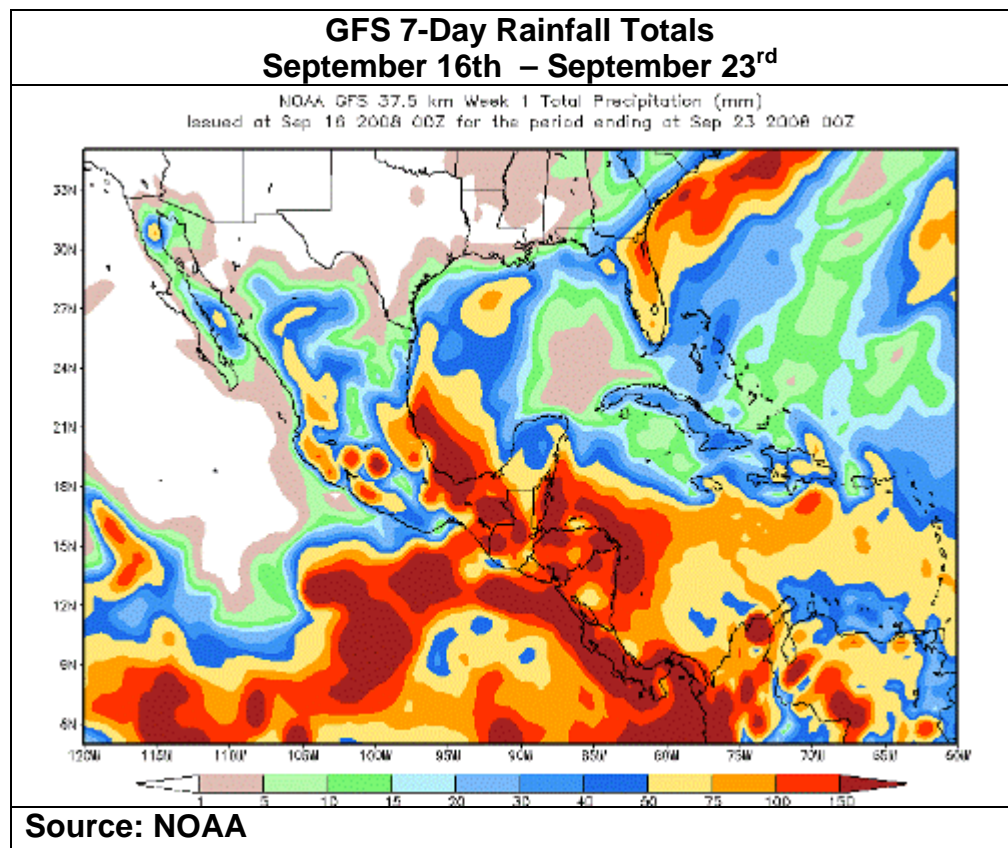 GFS 7-Day Rainfall Totals
September 16th – September 23rd
NOAA GFS 37.5 km Week 1 Total Precipitation (mm)
Issued at Sep 16 2008 00Z for the period ending at Sep 23 2008 00Z
33N
30N
27N
24N
21N
18N
15N
12N
9N
6N
120W 115W 110W 105W 100W 95W 90W 85W 80W 75W 70W 65W 60W
1 5 10 15 20 30 40 50 75 100 150
Source: NOAA